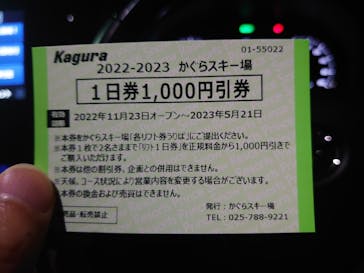 Kagura
01-55022
2022-2023 かぐらスキー場
1日券1,000円引券
有効期間
2022年11月23日オープン～2023年5月21日
※本券をかぐらスキー場「各リフト券うりば」にご提出ください。
※本券1枚で2名さままで「リフト1日券」を正規料金から1,000円引きで
ご購入いただけます。
※本券は他の割引券、企画との併用はできません。
※天候、コース状況により営業内容を変更する場合がございます。
※本券の換金および売買はできません。
品・転売禁止
発行：かぐらスキー場
TEL：025-788-9221